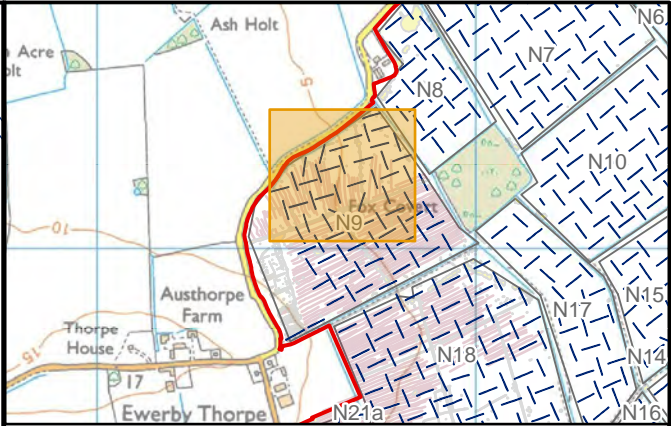 N6
Ash Holt
N7
Acre
olt
5
N8
N10
Fox Covert
N9
10
Austhorpe
Farm
N17
N15
Thorpe
House
15
N18
N14
17
Ewerby Thorpe
N21a
N16